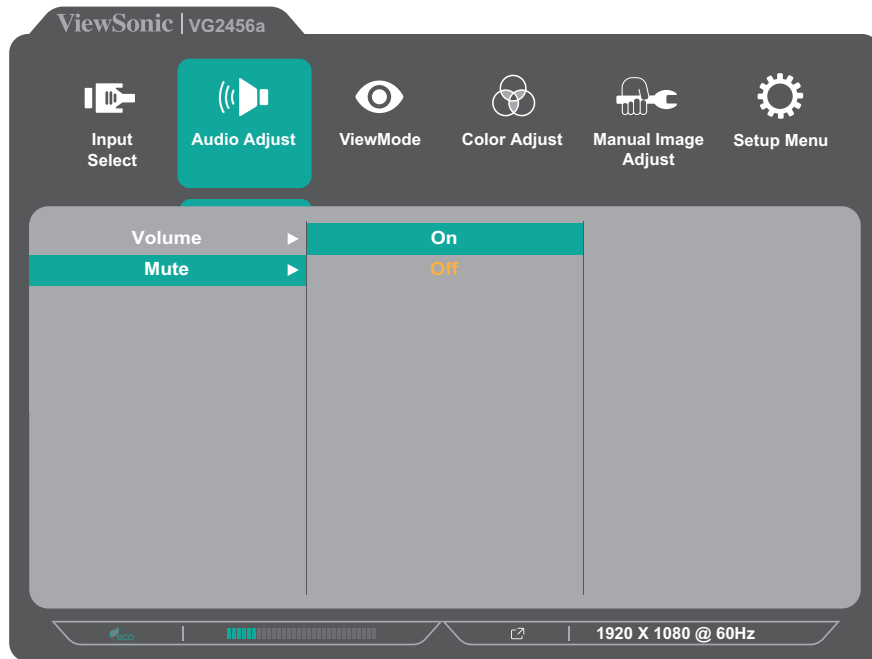 ViewSonic | VG2456a
Input Select
Audio Adjust
ViewMode
Color Adjust
Manual Image Adjust
Setup Menu
Volume
On
Mute
Off
eco
1920 X 1080 @ 60Hz